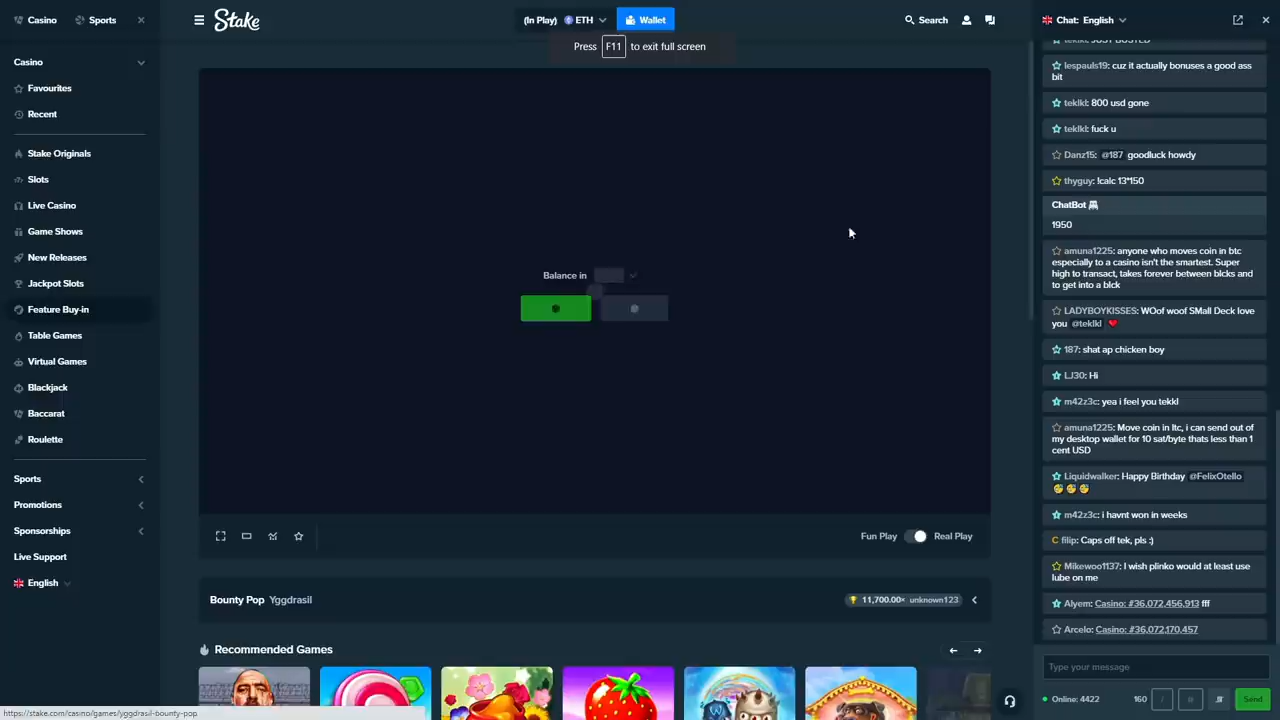 Casino
Sports
Stake
(In Play) ETH
Wallet
Search
Chat: English
Press F11 to exit full screen
Casino
Favourites
Recent
Stake Originals
Slots
Live Casino
Game Shows
New Releases
Jackpot Slots
Feature Buy-in
Table Games
Virtual Games
Blackjack
Baccarat
Roulette
Sports
Promotions
Sponsorships
Live Support
English
https://stake.com/casino/games/yggdrasil-bounty-pop
Balance in
Fun Play
Real Play
Bounty Pop Yggdrasil
11,700.00× unknown123
Recommended Games
teklkl: JUST BUSTED
lespauls19: cuz it actually bonuses a good ass
bit
teklkl: 800 usd gone
teklkl: fuck u
Danz15: @187 goodluck howdy
thyguy: !calc 13*150
ChatBot
1950
amuna1225: anyone who moves coin in btc
especially to a casino isn't the smartest. Super
high to transact, takes forever between blcks and
to get into a blck
LADYBOYKISSES: WOof woof SMall Deck love
you @teklkl
187: shat ap chicken boy
LJ30: Hi
m42z3c: yea i feel you tekkl
amuna1225: Move coin in ltc, i can send out of
my desktop wallet for 10 sat/byte thats less than 1
cent USD
Liquidwalker: Happy Birthday @FelixOtello
m42z3c: i havnt won in weeks
filip: Caps off tek, pls :)
Mikewoo1137: I wish plinko would at least use
lube on me
Alyem: Casino: #36,072,456,913 fff
Arcelo: Casino: #36,072,170,457
Type your message
Online: 4422
160
Send